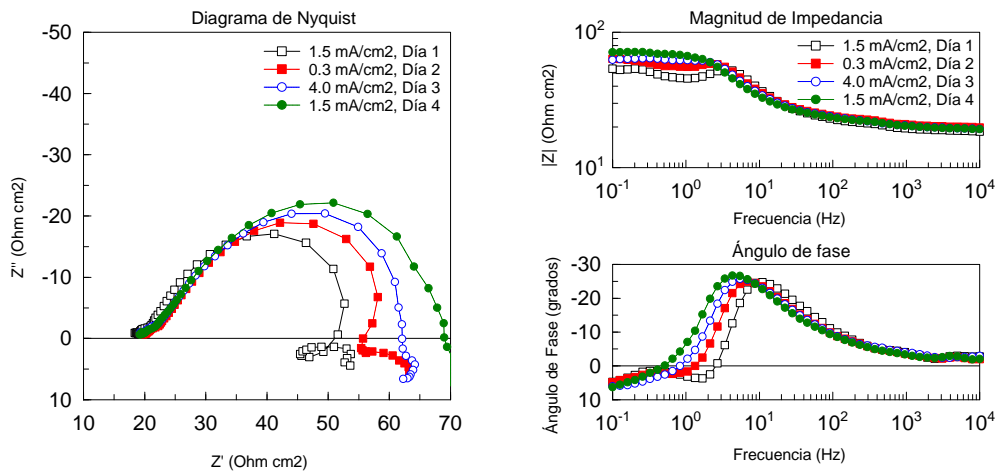 Diagrama de Nyquist
-50
-40
-30
-20
-10
0
10
Z'' (Ohm cm2)
1.5 mA/cm2, Día 1
0.3 mA/cm2, Día 2
4.0 mA/cm2, Día 3
1.5 mA/cm2, Día 4
10 20 30 40 50 60 70
Z' (Ohm cm2)
Magnitud de Impedancia
10^2
10^1
|Z| (Ohm cm2)
1.5 mA/cm2, Día 1
0.3 mA/cm2, Día 2
4.0 mA/cm2, Día 3
1.5 mA/cm2, Día 4
10^-1 10^0 10^1 10^2 10^3 10^4
Frecuencia (Hz)
Ángulo de fase
-30
-20
-10
0
10
Ángulo de Fase (grados)
10^-1 10^0 10^1 10^2 10^3 10^4
Frecuencia (Hz)